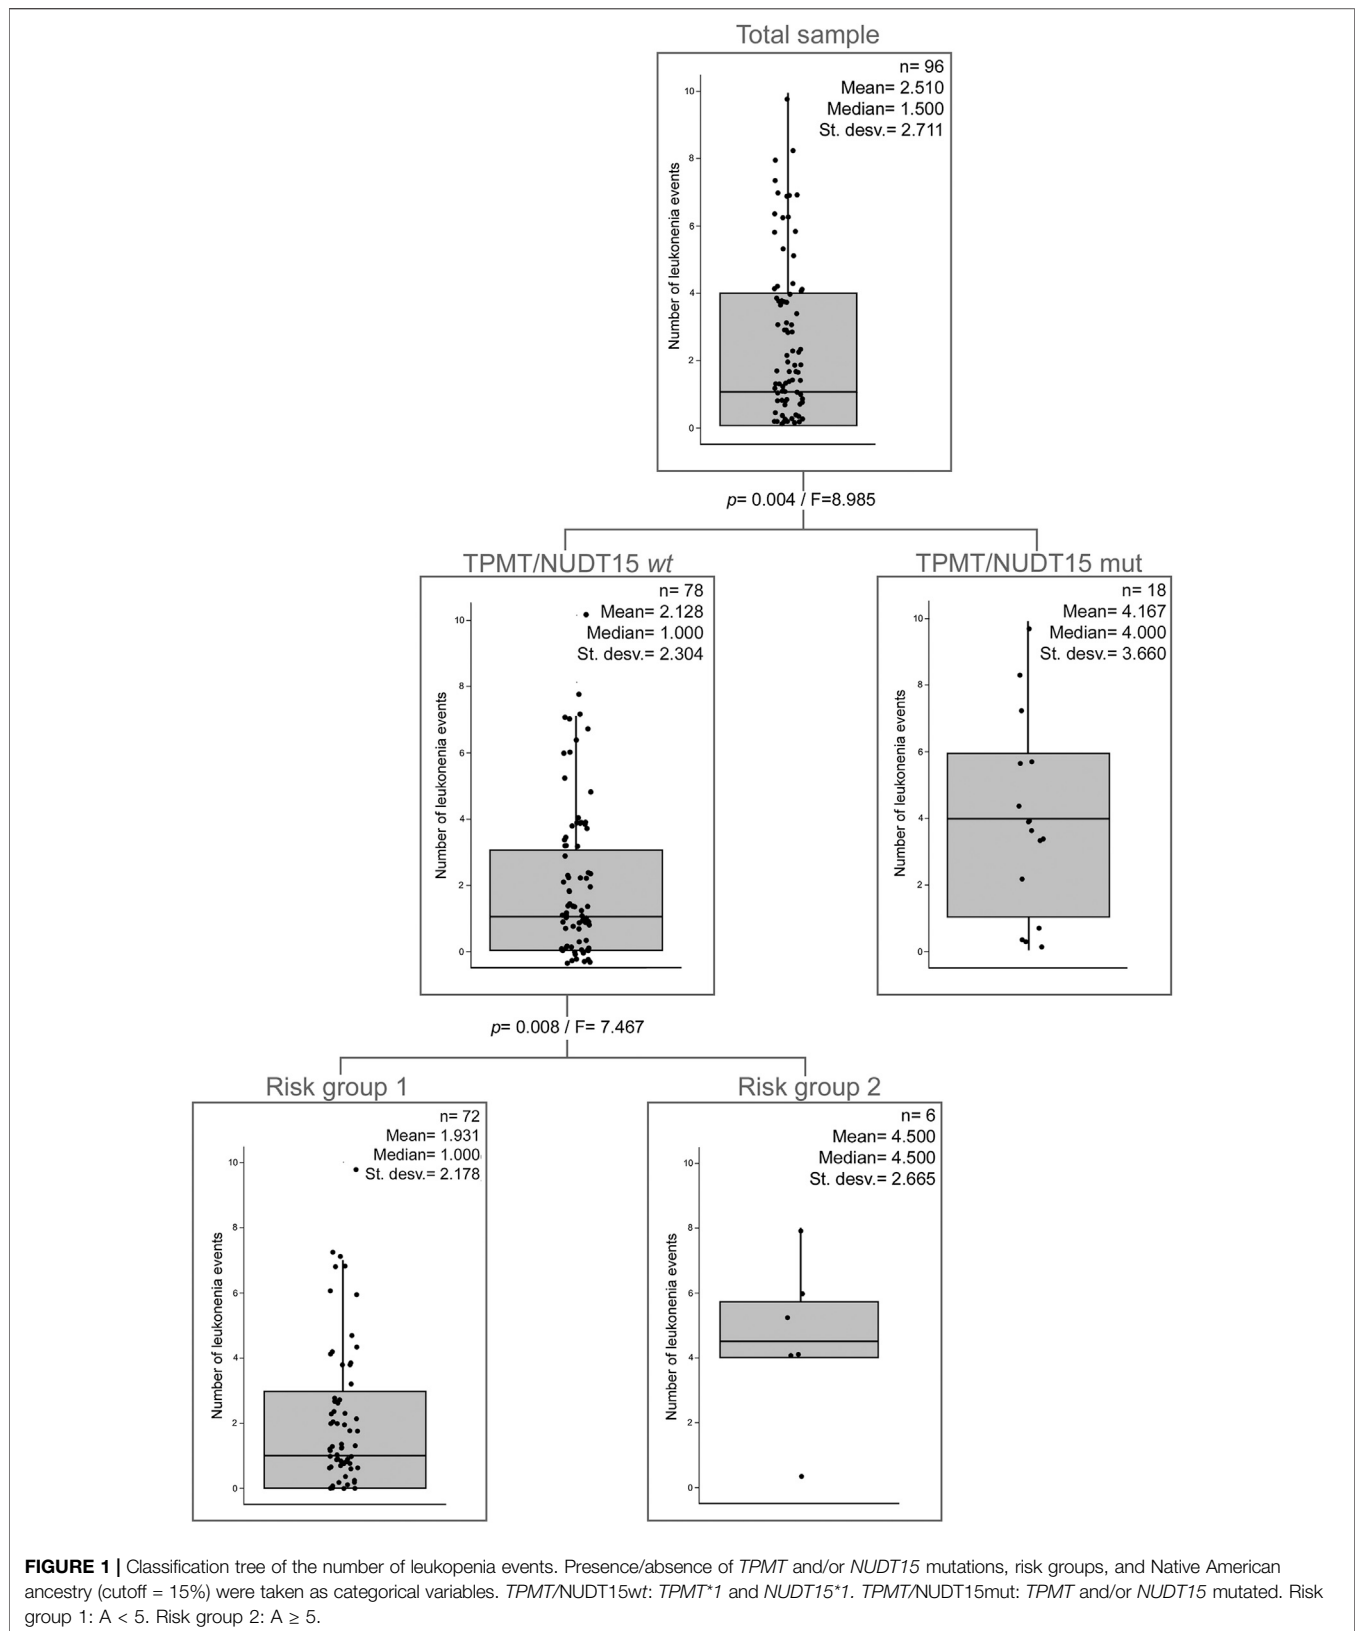 Total sample
n= 96
Mean= 2.510
Median= 1.500
St. desv.= 2.711
Number of leukonenia events
10
8
6
4
2
0
p= 0.004 / F=8.985
TPMT/NUDT15 wt
n= 78
Mean= 2.128
Median= 1.000
St. desv.= 2.304
Number of leukonenia events
10
8
6
4
2
0
TPMT/NUDT15 mut
n= 18
Mean= 4.167
Median= 4.000
St. desv.= 3.660
Number of leukonenia events
10
8
6
4
2
0
p= 0.008 / F= 7.467
Risk group 1
n= 72
Mean= 1.931
Median= 1.000
St. desv.= 2.178
Number of leukonenia events
10
8
6
4
2
0
Risk group 2
n= 6
Mean= 4.500
Median= 4.500
St. desv.= 2.665
Number of leukonenia events
10
8
6
4
2
0
FIGURE 1 | Classification tree of the number of leukopenia events. Presence/absence of TPMT and/or NUDT15 mutations, risk groups, and Native American
ancestry (cutoff = 15%) were taken as categorical variables. TPMT/NUDT15wt: TPMT*1 and NUDT15*1. TPMT/NUDT15mut: TPMT and/or NUDT15 mutated. Risk
group 1: A < 5. Risk group 2: A ≥ 5.